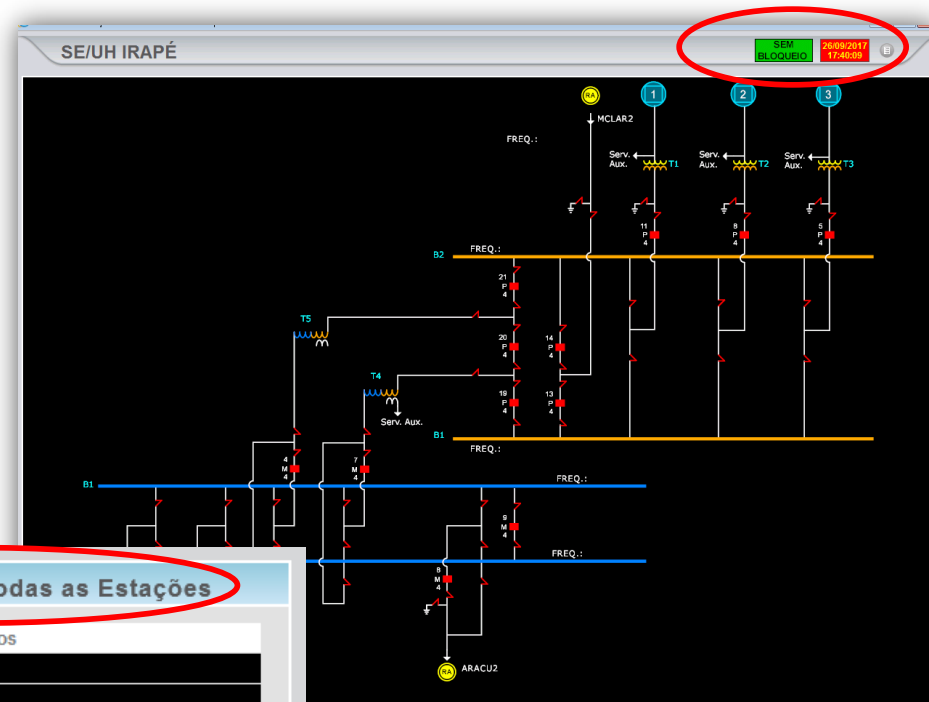 SE/UH IRAPÉ
SEM
BLOQUEIO
26/09/2017
17:40:09
RA
1
2
3
MCLAR2
FREQ.:
Serv.
Aux.
T1
Serv.
Aux.
T2
Serv.
Aux.
T3
11
P
4
8
P
4
5
P
4
B2
FREQ.:
21
P
4
T5
20
P
4
14
P
4
T4
19
P
4
13
P
4
Serv. Aux.
B1
FREQ.:
4
M
4
7
M
4
B1
FREQ.:
9
M
4
FREQ.:
odas as Estações
8
M
4
os
RA
ARACU2